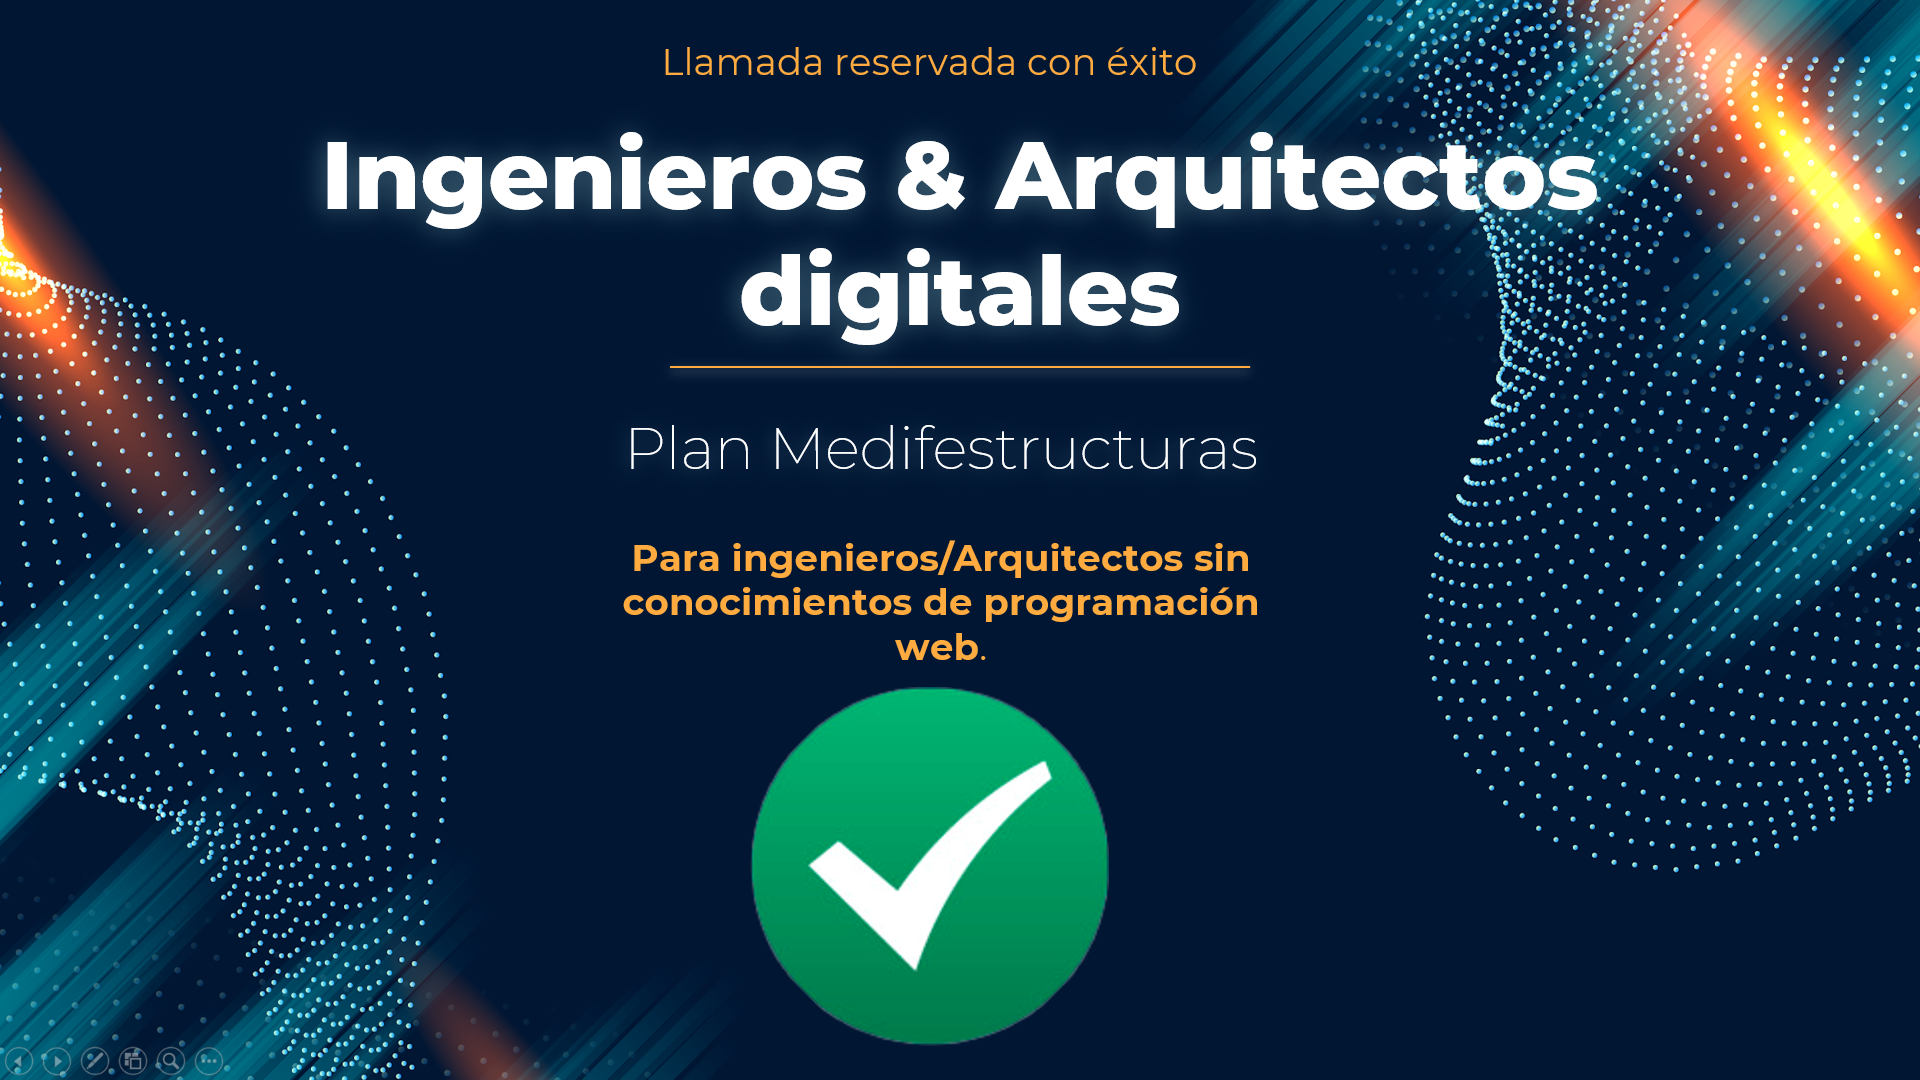 Llamada reservada con éxito
Ingenieros & Arquitectos
digitales
Plan Medifestructuras
Para ingenieros/Arquitectos sin
conocimientos de programación
web.